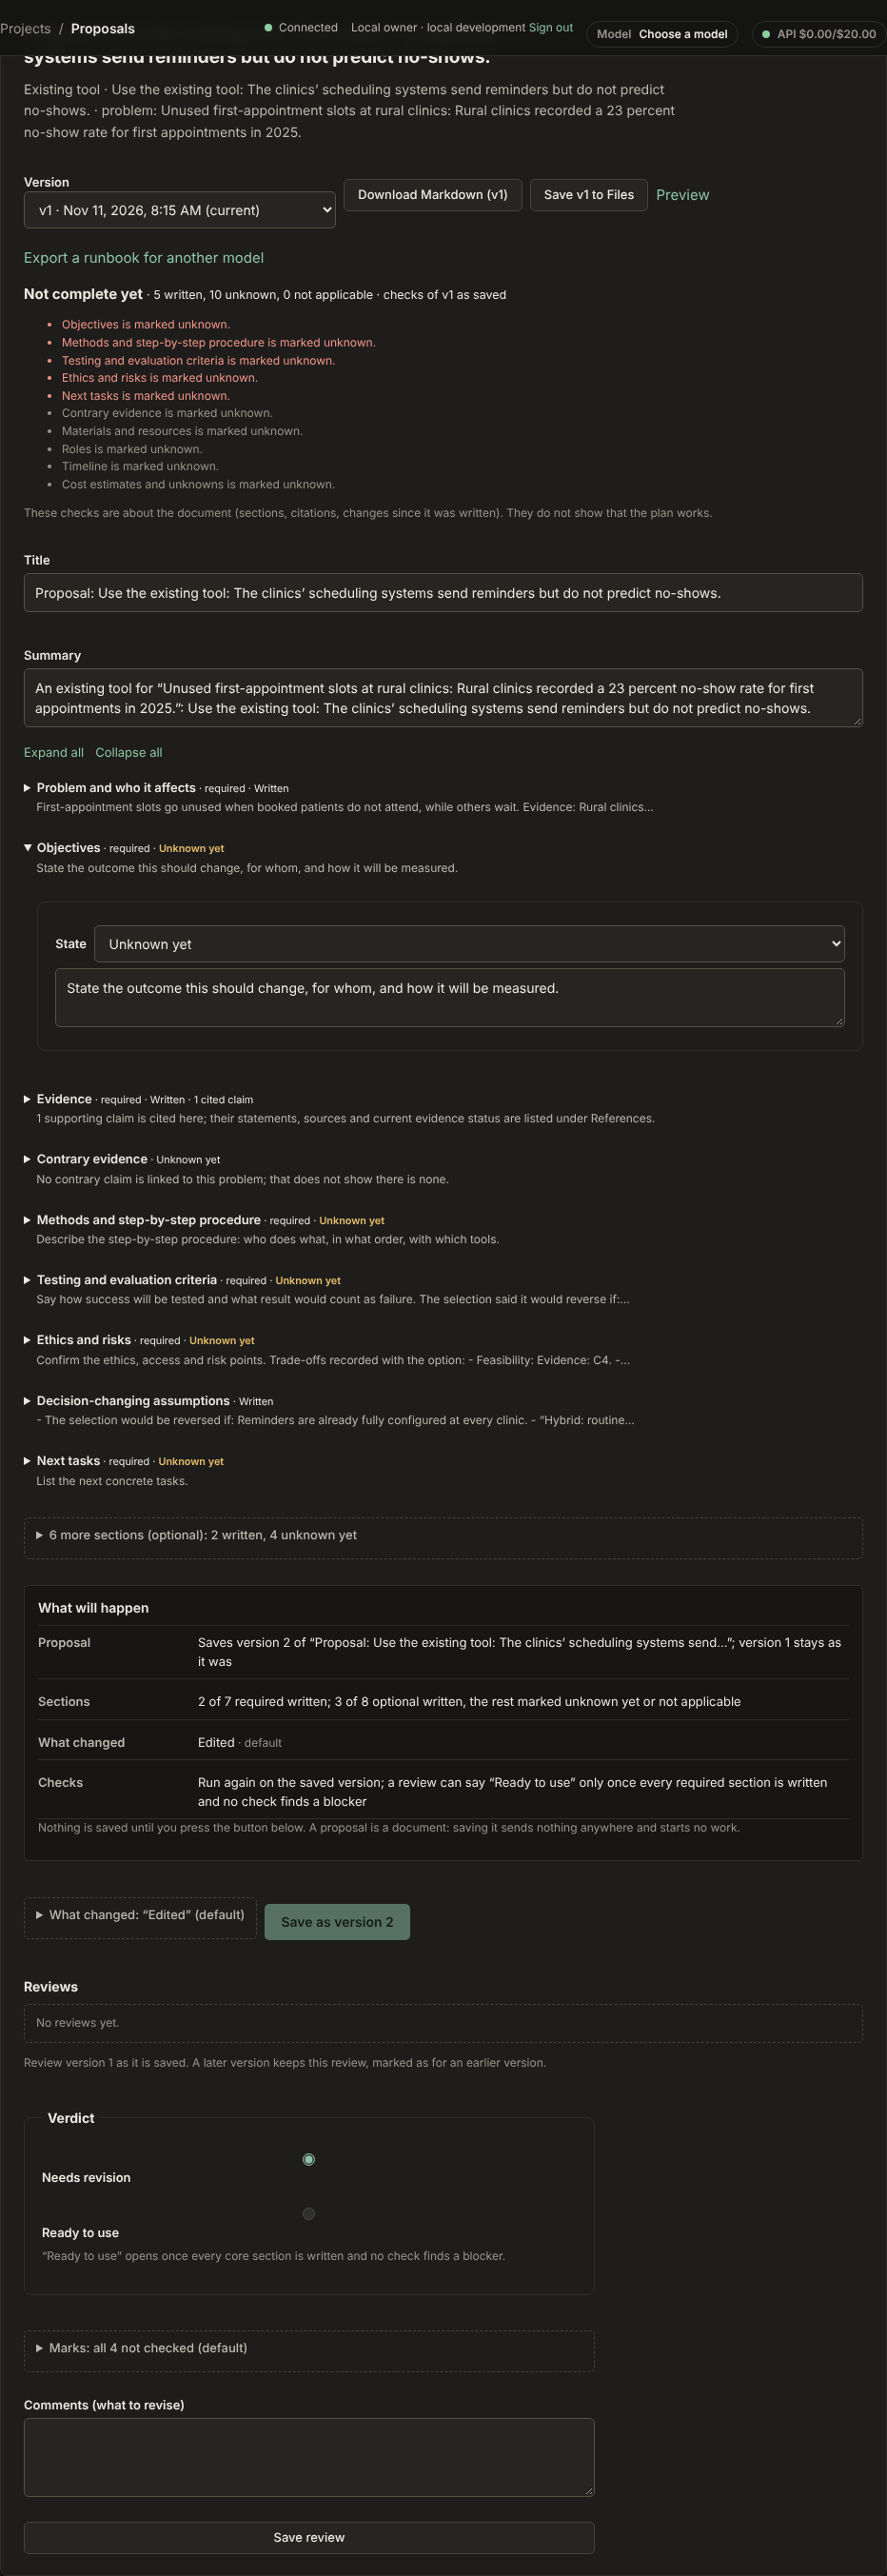 Projects / Proposals
Connected Local owner · local development Sign out Model Choose a model API $0.00/$20.00
systems send reminders but do not predict no-shows.
Existing tool · Use the existing tool: The clinics’ scheduling systems send reminders but do not predict
no-shows. · problem: Unused first-appointment slots at rural clinics: Rural clinics recorded a 23 percent
no-show rate for first appointments in 2025.
Version
v1 · Nov 11, 2026, 8:15 AM (current) Download Markdown (v1) Save v1 to Files Preview
Export a runbook for another model
Not complete yet · 5 written, 10 unknown, 0 not applicable · checks of v1 as saved
• Objectives is marked unknown.
• Methods and step-by-step procedure is marked unknown.
• Testing and evaluation criteria is marked unknown.
• Ethics and risks is marked unknown.
• Next tasks is marked unknown.
• Contrary evidence is marked unknown.
• Materials and resources is marked unknown.
• Roles is marked unknown.
• Timeline is marked unknown.
• Cost estimates and unknowns is marked unknown.
These checks are about the document (sections, citations, changes since it was written). They do not show that the plan works.
Title
Proposal: Use the existing tool: The clinics’ scheduling systems send reminders but do not predict no-shows.
Summary
An existing tool for “Unused first-appointment slots at rural clinics: Rural clinics recorded a 23 percent no-show rate for first
appointments in 2025.”: Use the existing tool: The clinics’ scheduling systems send reminders but do not predict no-shows.
Expand all Collapse all
Problem and who it affects · required · Written
First-appointment slots go unused when booked patients do not attend, while others wait. Evidence: Rural clinics…
Objectives · required · Unknown yet
State the outcome this should change, for whom, and how it will be measured.
State Unknown yet
State the outcome this should change, for whom, and how it will be measured.
Evidence · required · Written · 1 cited claim
1 supporting claim is cited here; their statements, sources and current evidence status are listed under References.
Contrary evidence · Unknown yet
No contrary claim is linked to this problem; that does not show there is none.
Methods and step-by-step procedure · required · Unknown yet
Describe the step-by-step procedure: who does what, in what order, with which tools.
Testing and evaluation criteria · required · Unknown yet
Say how success will be tested and what result would count as failure. The selection said it would reverse if:…
Ethics and risks · required · Unknown yet
Confirm the ethics, access and risk points. Trade-offs recorded with the option: - Feasibility: Evidence: C4. -…
Decision-changing assumptions · Written
- The selection would be reversed if: Reminders are already fully configured at every clinic. - “Hybrid: routine…
Next tasks · required · Unknown yet
List the next concrete tasks.
6 more sections (optional): 2 written, 4 unknown yet
What will happen
Proposal Saves version 2 of “Proposal: Use the existing tool: The clinics’ scheduling systems send…”; version 1 stays as
it was
Sections 2 of 7 required written; 3 of 8 optional written, the rest marked unknown yet or not applicable
What changed Edited · default
Checks Run again on the saved version; a review can say “Ready to use” only once every required section is written
and no check finds a blocker
Nothing is saved until you press the button below. A proposal is a document: saving it sends nothing anywhere and starts no work.
What changed: “Edited” (default) Save as version 2
Reviews
No reviews yet.
Review version 1 as it is saved. A later version keeps this review, marked as for an earlier version.
Verdict
Needs revision
Ready to use
“Ready to use” opens once every core section is written and no check finds a blocker.
Marks: all 4 not checked (default)
Comments (what to revise)
Save review